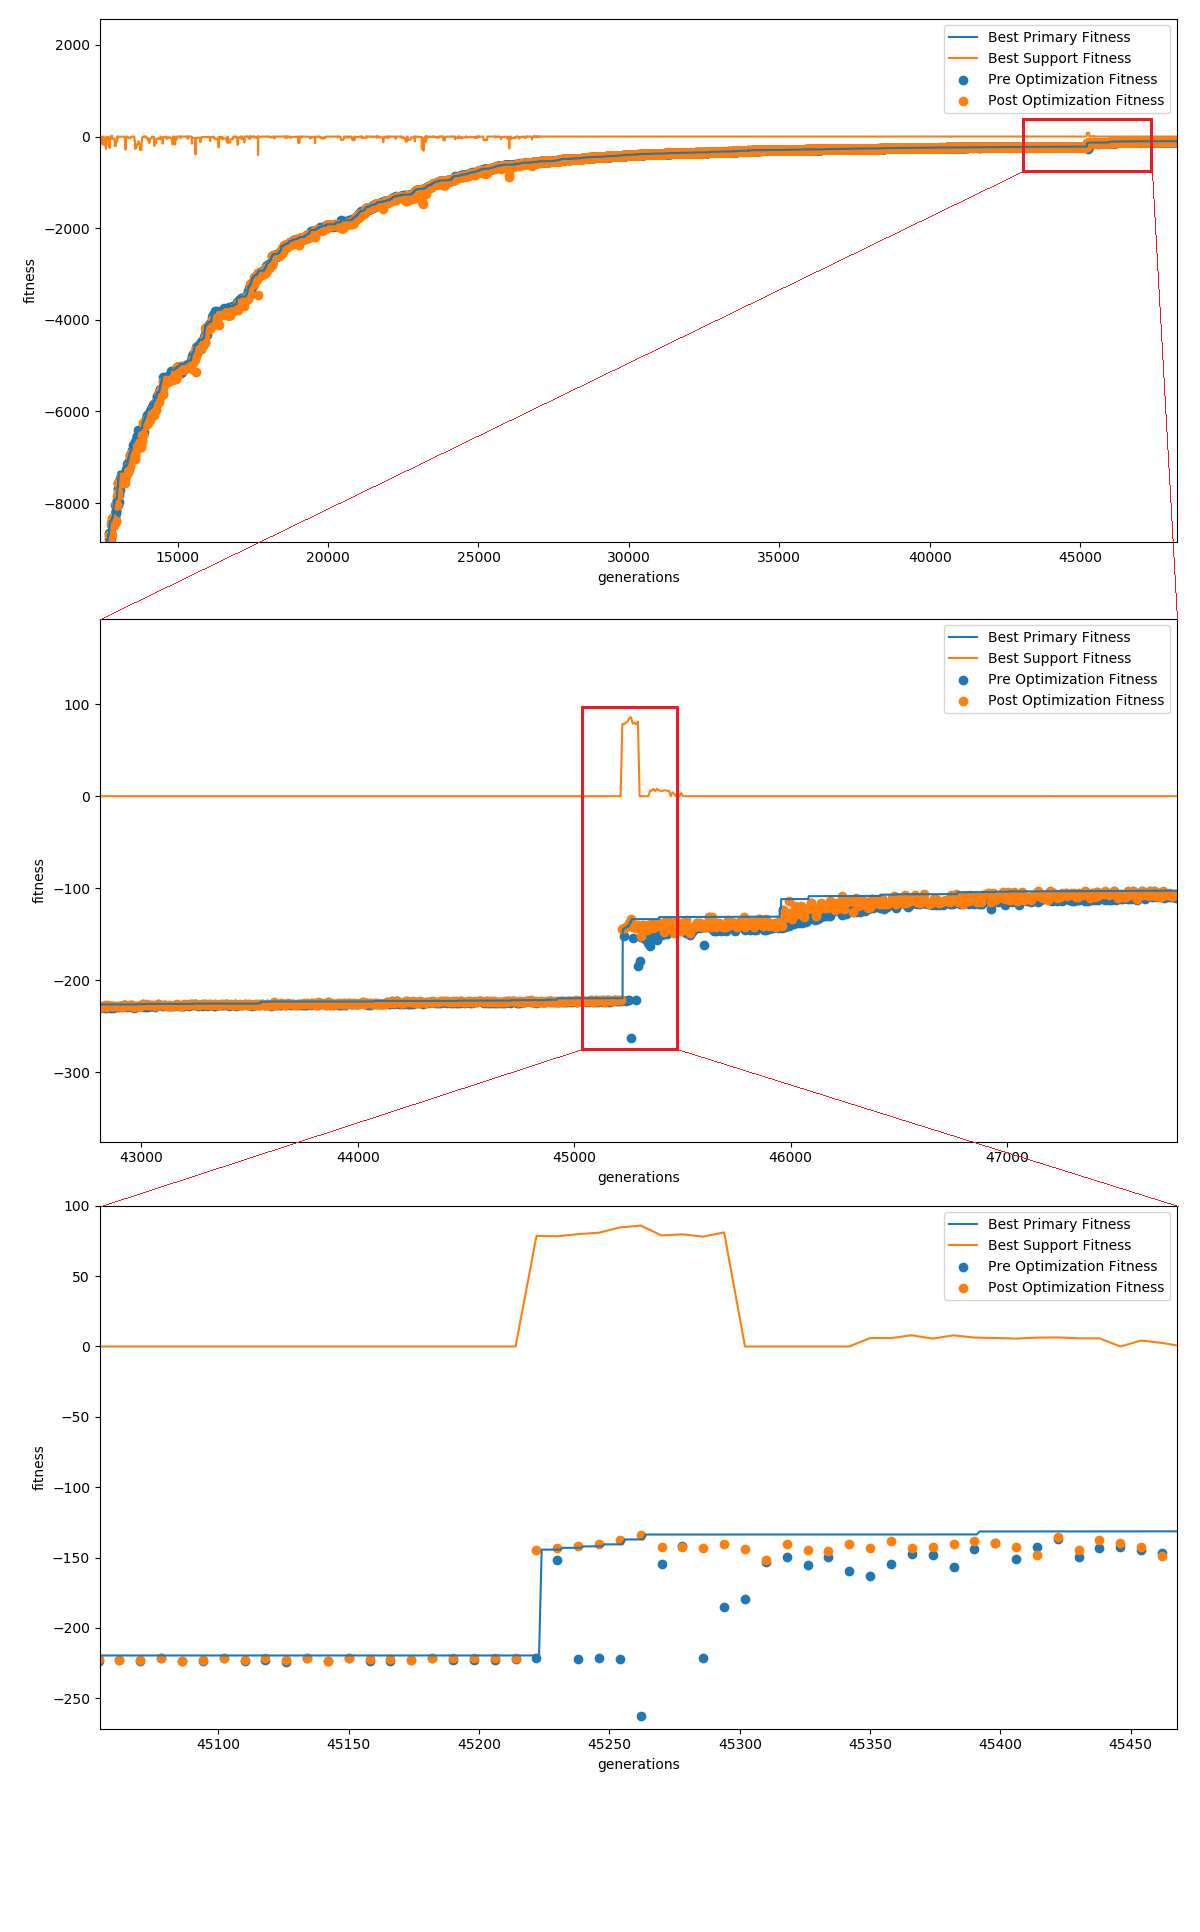 2000
0
−2000
−4000
−6000
−8000
fitness
15000 20000 25000 30000 35000 40000 45000
generations
Best Primary Fitness
Best Support Fitness
Pre Optimization Fitness
Post Optimization Fitness
100
0
−100
−200
−300
fitness
43000 44000 45000 46000 47000
generations
Best Primary Fitness
Best Support Fitness
Pre Optimization Fitness
Post Optimization Fitness
100
50
0
−50
−100
−150
−200
−250
fitness
45100 45150 45200 45250 45300 45350 45400 45450
generations
Best Primary Fitness
Best Support Fitness
Pre Optimization Fitness
Post Optimization Fitness